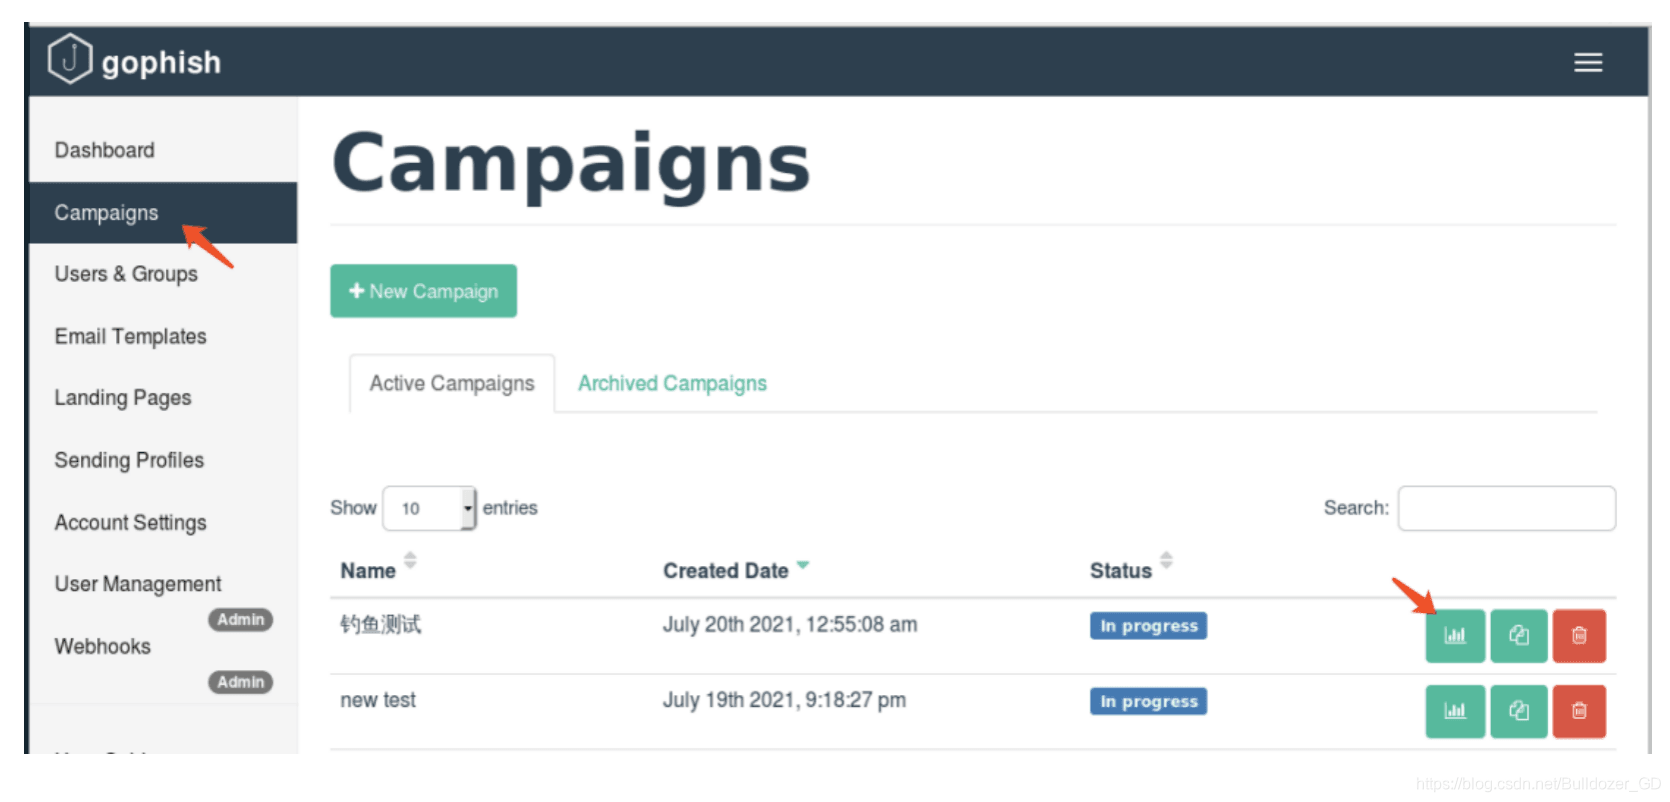 gophish
Dashboard
Campaigns
Users & Groups
Email Templates
Landing Pages
Sending Profiles
Account Settings
User Management
Admin
Webhooks
Admin
Campaigns
New Campaign
Active Campaigns Archived Campaigns
Show 10 entries Search:
Name Created Date Status
钓鱼测试 July 20th 2021, 12:55:08 am In progress
new test July 19th 2021, 9:18:27 pm In progress
https://blog.csdn.net/Bulldozer_GD